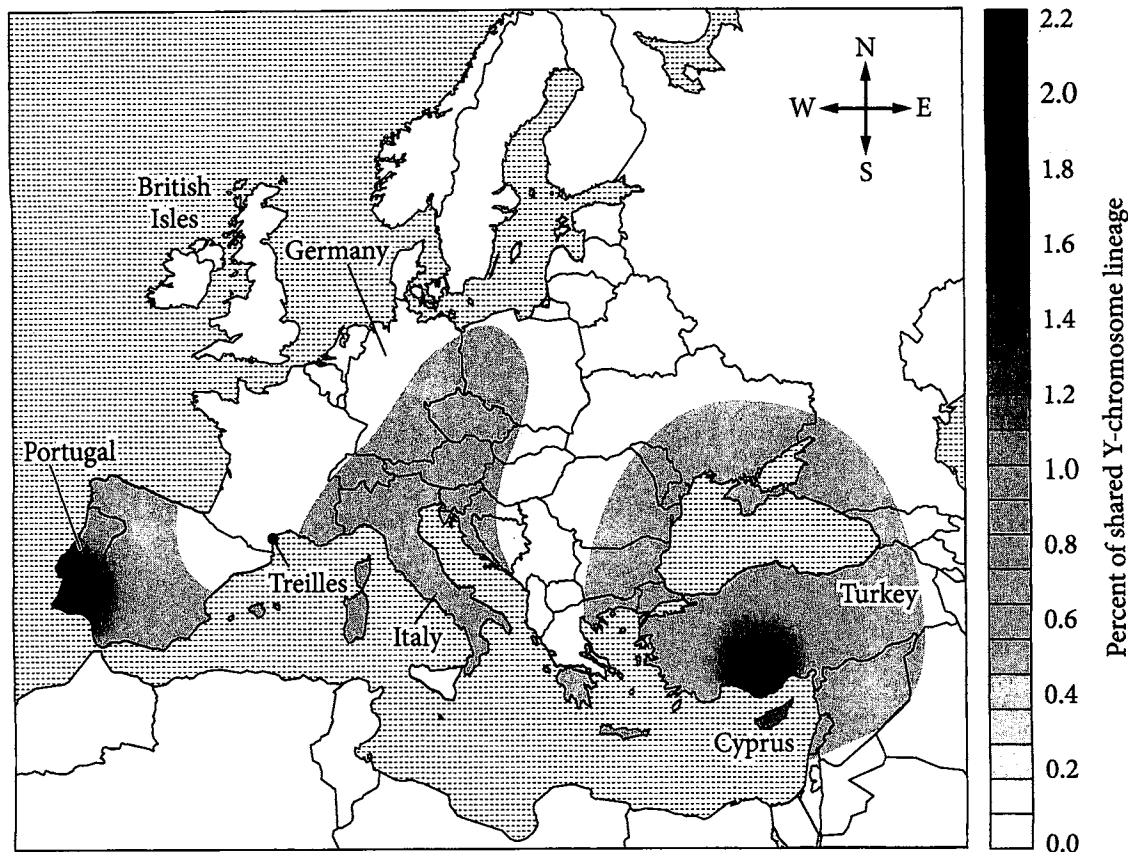 N
W E
S
British
Isles
Germany
Portugal
Treilles
Italy
Turkey
Cyprus
2.2
2.0
1.8
1.6
1.4
1.2
1.0
0.8
0.6
0.4
0.2
0.0
Percent of shared Y-chromosome lineage